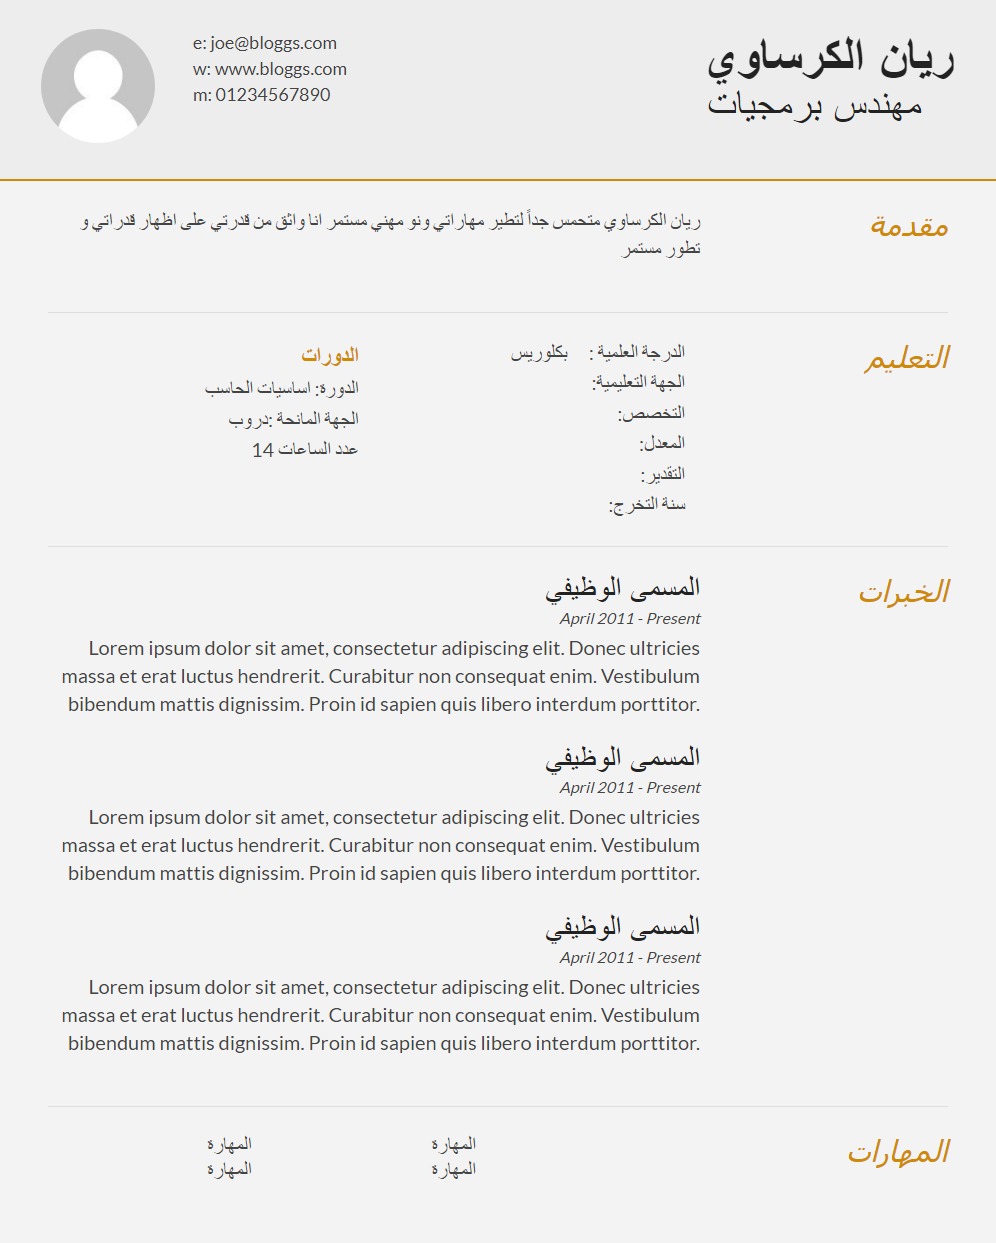 ريان الكرساوي
مهندس برمجيات
e: joe@bloggs.com
w: www.bloggs.com
m: 01234567890
مقدمة
ريان الكرساوي متحمس جداً لتطير مهاراتي ونو مهني مستمر انا واثق من قدرتي على اظهار قدراتي و
تطور مستمر
التعليم
الدرجة العلمية : بكلوريس
الجهة التعليمية:
التخصص:
المعدل:
التقدير:
سنة التخرج:
الدورات
الدورة: اساسيات الحاسب
الجهة المانحة :دروب
عدد الساعات 14
الخبرات
المسمى الوظيفي
April 2011 - Present
Lorem ipsum dolor sit amet, consectetur adipiscing elit. Donec ultricies
massa et erat luctus hendrerit. Curabitur non consequat enim. Vestibulum
bibendum mattis dignissim. Proin id sapien quis libero interdum porttitor.
المسمى الوظيفي
April 2011 - Present
Lorem ipsum dolor sit amet, consectetur adipiscing elit. Donec ultricies
massa et erat luctus hendrerit. Curabitur non consequat enim. Vestibulum
bibendum mattis dignissim. Proin id sapien quis libero interdum porttitor.
المسمى الوظيفي
April 2011 - Present
Lorem ipsum dolor sit amet, consectetur adipiscing elit. Donec ultricies
massa et erat luctus hendrerit. Curabitur non consequat enim. Vestibulum
bibendum mattis dignissim. Proin id sapien quis libero interdum porttitor.
المهارات
المهارة المهارة
المهارة المهارة